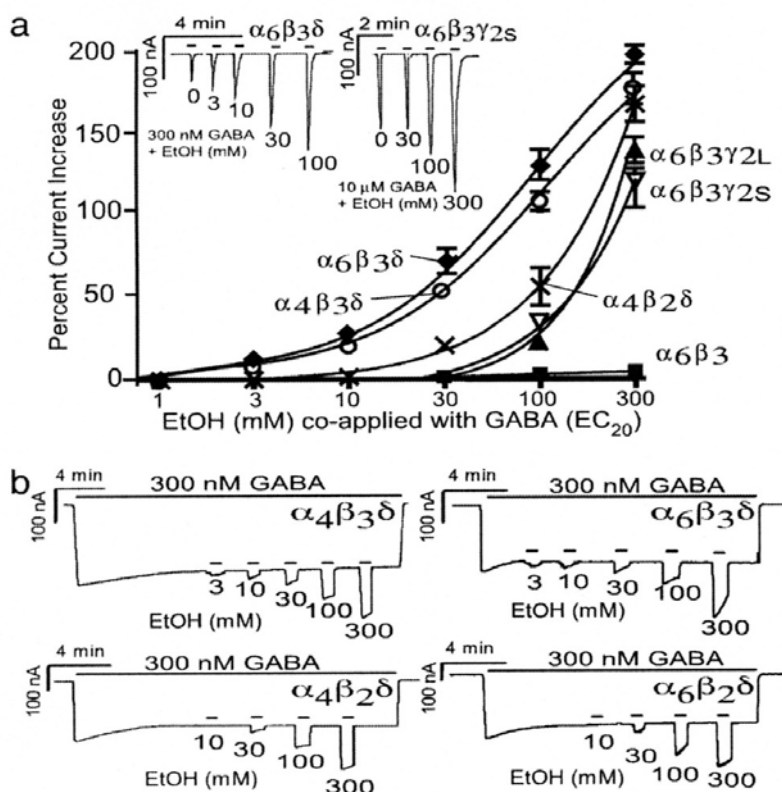 a
4 min
α6β3δ
100 nA
0 3 10 30 100
300 nM GABA
+ EtOH (mM)
2 min
α6β3γ2s
100 nA
0 30 100 300
10 μM GABA
+ EtOH (mM)
Percent Current Increase
200
150
100
50
0
α6β3δ
α4β3δ
α6β3γ2L
α6β3γ2s
α4β2δ
α6β3
1 3 10 30 100 300
EtOH (mM) co-applied with GABA (EC20)
b
4 min
300 nM GABA
100 nA
α4β3δ
3 10 30 100 300
EtOH (mM)
4 min
300 nM GABA
100 nA
α6β3δ
3 10 30 100 300
EtOH (mM)
4 min
300 nM GABA
100 nA
α4β2δ
10 30 100 300
EtOH (mM)
4 min
300 nM GABA
100 nA
α6β2δ
10 30 100 300
EtOH (mM)